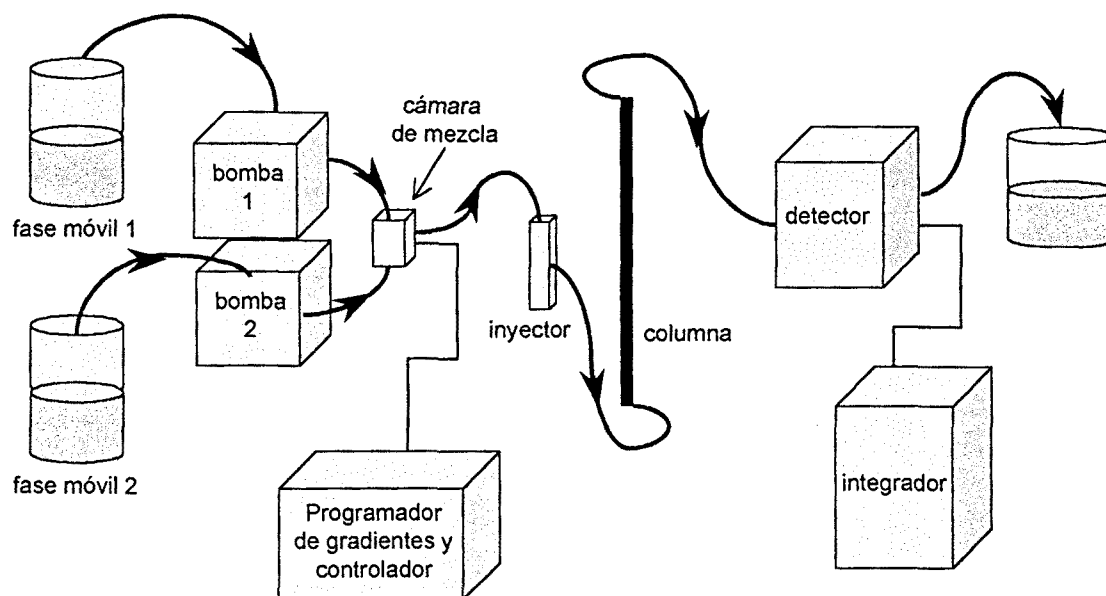 fase móvil 1
bomba
1
cámara
de mezcla
fase móvil 2
bomba
2
inyector
columna
detector
integrador
Programador
de gradientes y
controlador